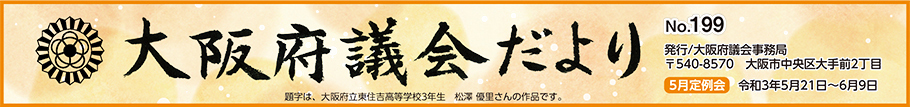 大阪府議会だより
題字は、大阪府立東住吉高等学校3年生　松澤 優里さんの作品です。
No.199
発行/大阪府議会事務局
〒540-8570　大阪市中央区大手前2丁目
5月定例会　令和3年5月21日〜6月9日